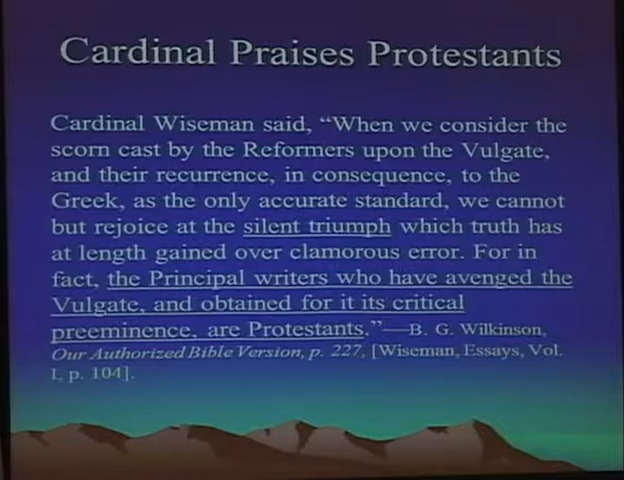 Cardinal Praises Protestants
Cardinal Wiseman said, “When we consider the
scorn cast by the Reformers upon the Vulgate,
and their recurrence, in consequence, to the
Greek, as the only accurate standard, we cannot
but rejoice at the silent triumph which truth has
at length gained over clamorous error. For in
fact, the Principal writers who have avenged the
Vulgate, and obtained for it its critical
preeminence, are Protestants.”—B. G. Wilkinson,
Our Authorized Bible Version, p. 227, [Wiseman, Essays, Vol.
I, p. 104].